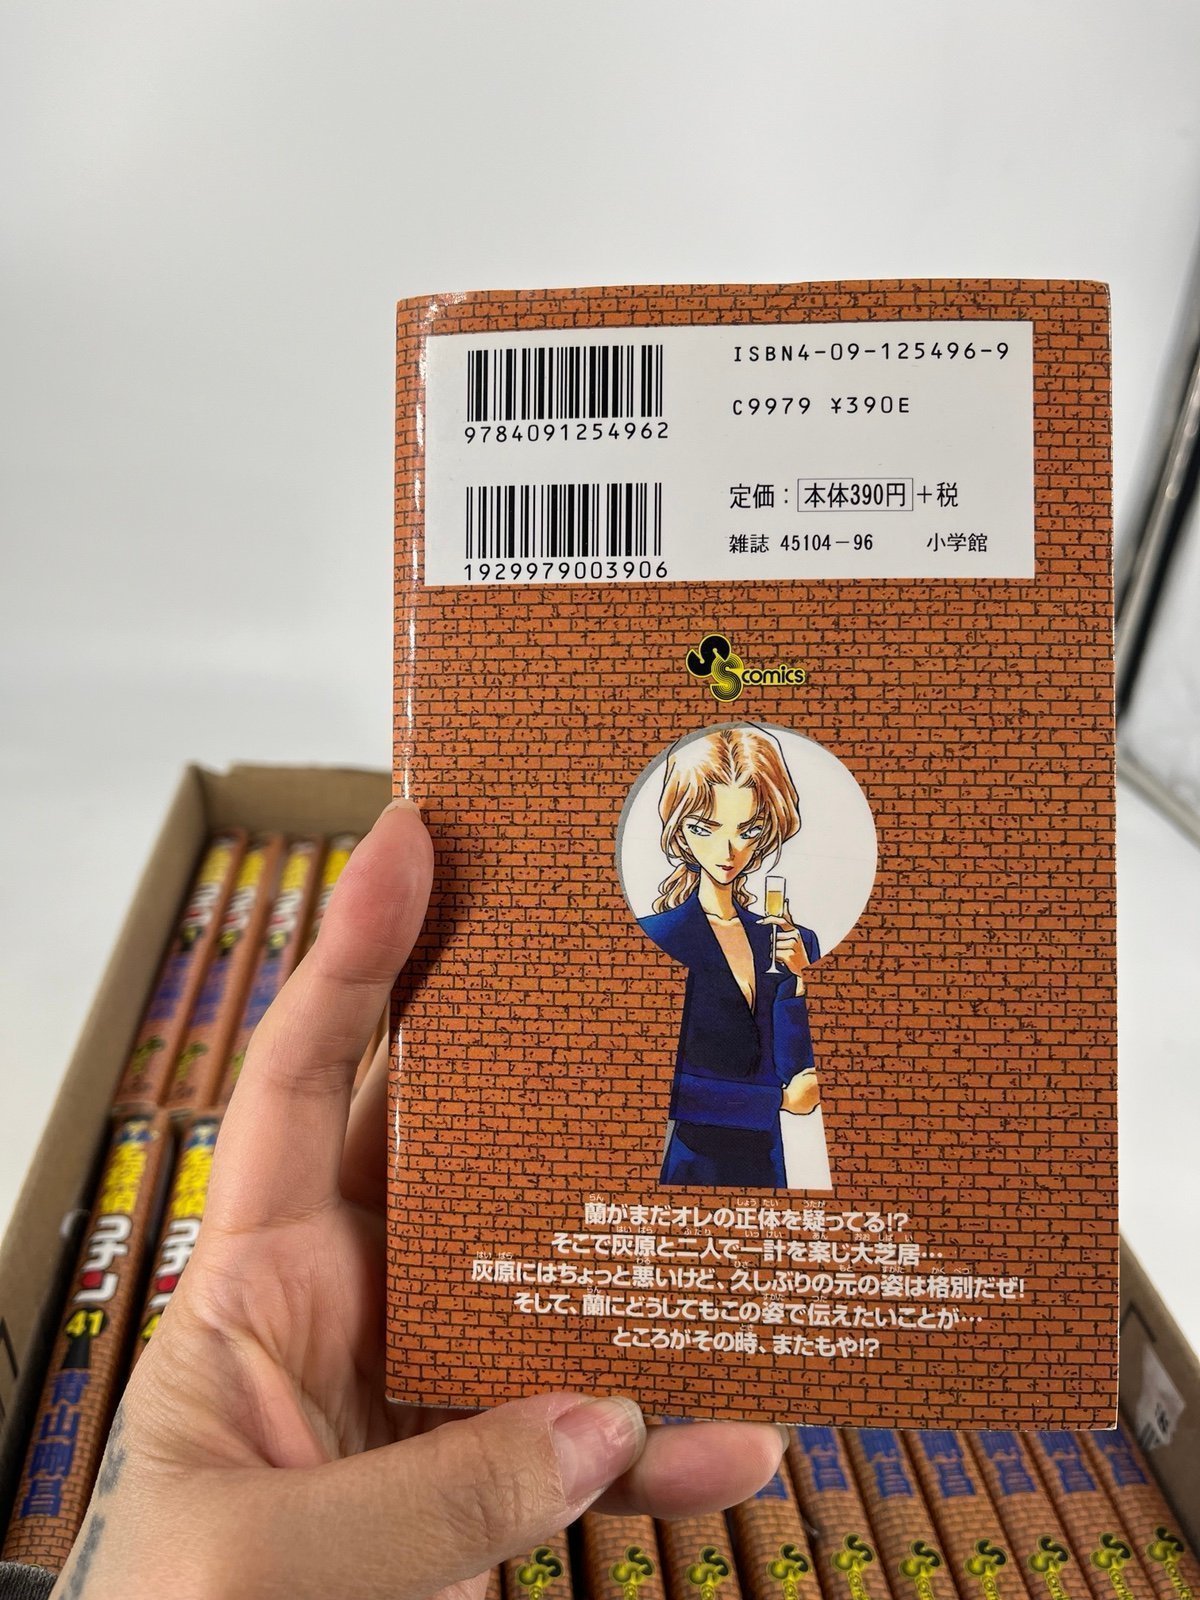 9784091254962
ISBN4-09-125496-9
C9979 ¥390E
1929979003906
定価：本体390円+税
雑誌 45104-96 小学館
comics
蘭がまだオレの正体を疑ってる!?
そこで灰原と二人で一計を案じ大芝居…
灰原にはちょっと悪いけど、久しぶりの元の姿は格別だぜ!
そして、蘭にどうしてもこの姿で伝えたいことが…
ところがその時、またもや!?
コナン
41
青山剛昌